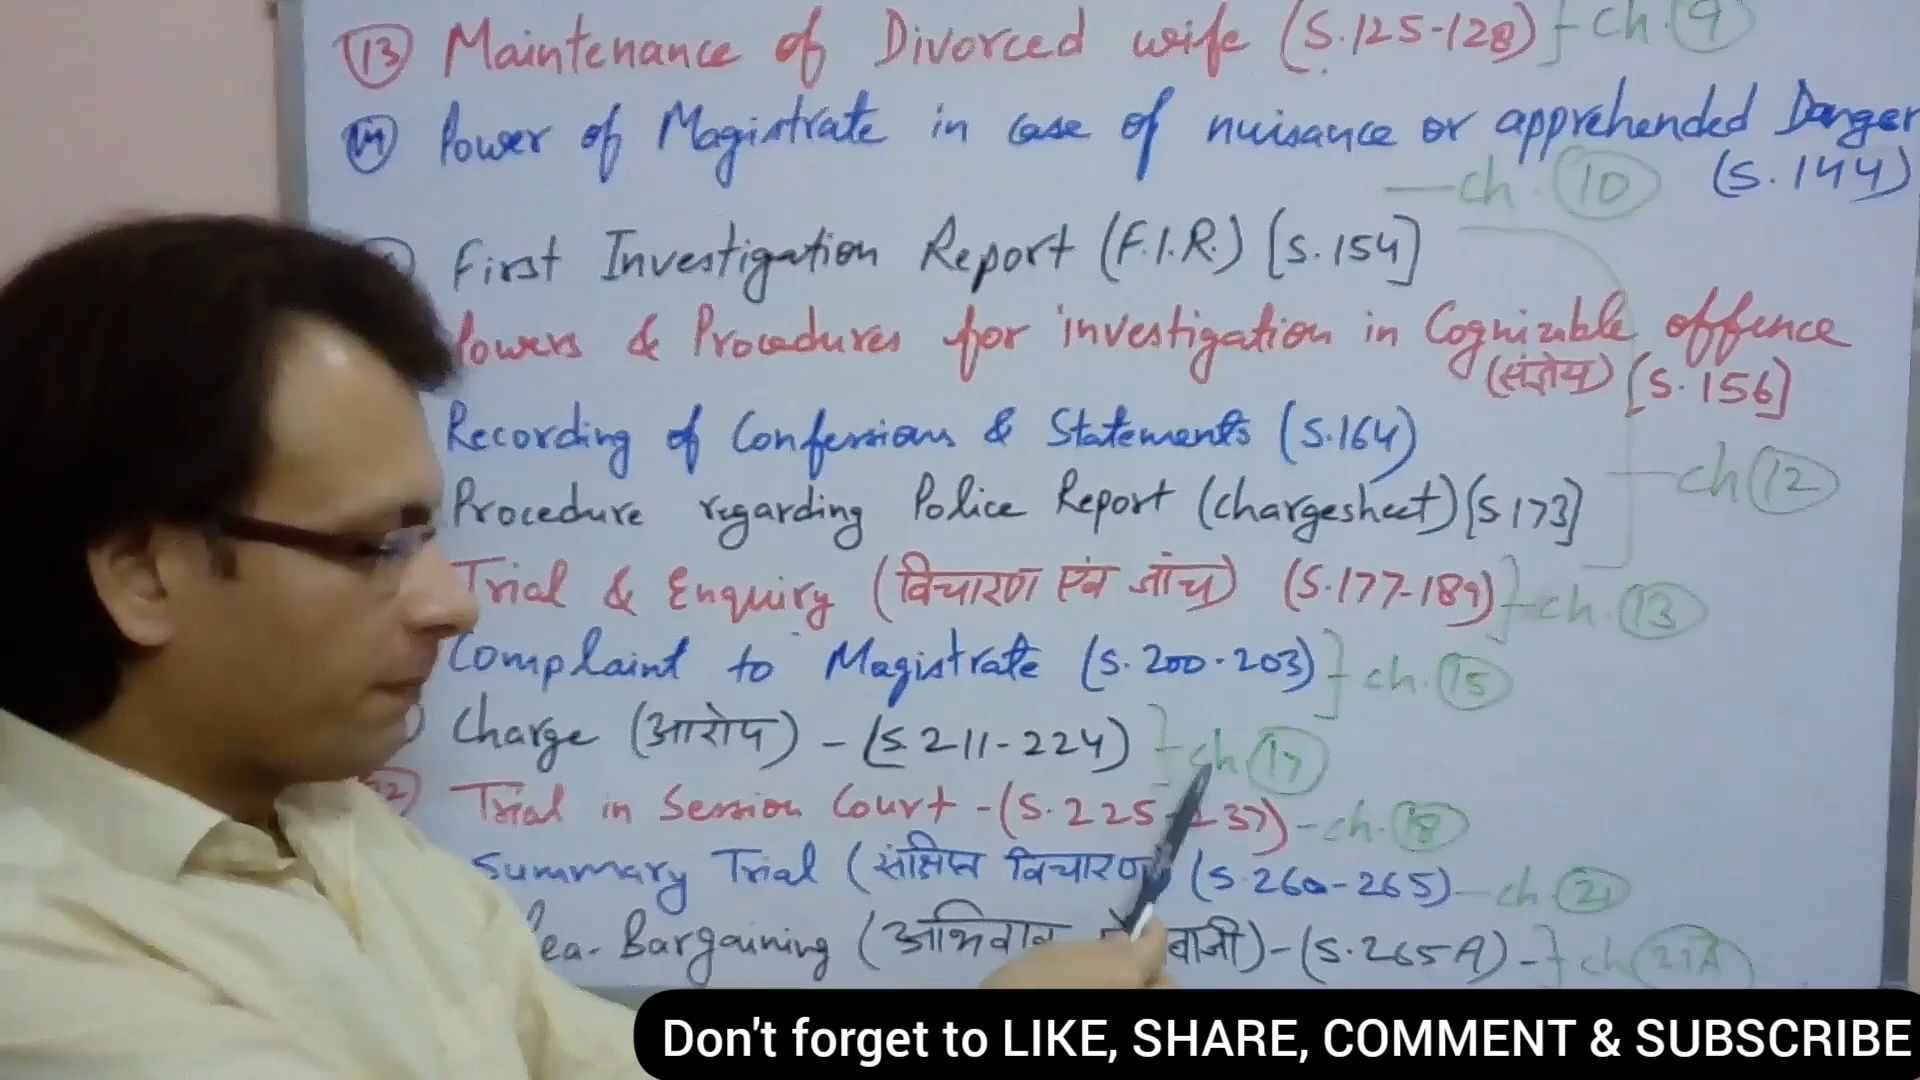 13 Maintenance of Divorced wife (S.125-128) ch. 9
14 Power of Magistrate in case of nuisance or apprehended Danger
ch. 10 (S.144)
First Investigation Report (F.I.R.) [S.154]
Powers & Procedures for investigation in Cognizable offence
(संज्ञेय) [S.156]
Recording of Confessions & Statements (S.164)
ch 12
Procedure regarding Police Report (chargesheet) [S 173]
Trial & Enquiry (विचारण एवं जांच) (S.177-189) ch. 13
Complaint to Magistrate (S.200-203) ch. 15
Charge (आरोप) - (S.211-224) ch 17
Trial in Session Court - (S.225-237) - ch. 18
Summary Trial (संक्षिप्त विचारण (S.260-265) - ch 21
ea-Bargaining ( बाजी) - (S.265A) - ch 21A
Don't forget to LIKE, SHARE, COMMENT & SUBSCRIBE